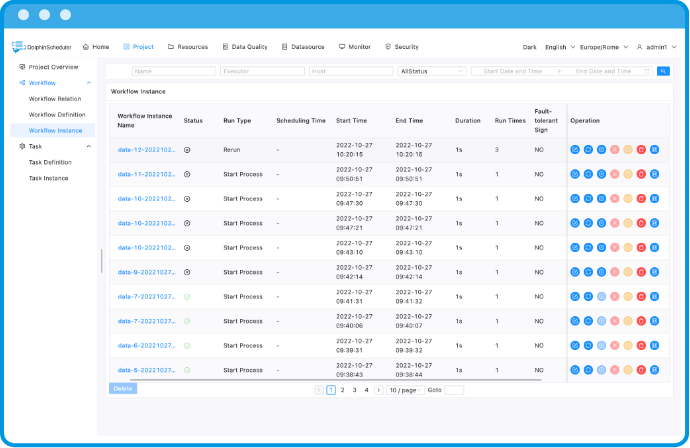 DolphinScheduler Home Project Resources Data Quality Datasource Monitor Security Dark English Europe/Rome admin1
Project Overview
Workflow
Workflow Relation
Workflow Definition
Workflow Instance
Task
Task Definition
Task Instance
Name Executor Host AllStatus Start Date and Time End Date and Time
Workflow Instance
Workflow Instance Name Status Run Type Scheduling Time Start Time End Time Duration Run Times Fault-tolerant Sign Operation
data-12-2022102... Rerun - 2022-10-27 10:20:15 2022-10-27 10:20:16 1s 3 NO
data-11-2022102... Start Process - 2022-10-27 09:50:51 2022-10-27 09:50:51 1s 1 NO
data-10-2022102... Start Process - 2022-10-27 09:47:30 2022-10-27 09:47:30 1s 1 NO
data-10-2022102... Start Process - 2022-10-27 09:47:21 2022-10-27 09:47:21 1s 1 NO
data-10-2022102... Start Process - 2022-10-27 09:43:10 2022-10-27 09:43:10 1s 1 NO
data-9-20221027... Start Process - 2022-10-27 09:42:14 2022-10-27 09:42:14 1s 1 NO
data-7-20221027... Start Process - 2022-10-27 09:41:31 2022-10-27 09:41:32 1s 1 NO
data-7-20221027... Start Process - 2022-10-27 09:40:06 2022-10-27 09:40:07 1s 1 NO
data-6-20221027... Start Process - 2022-10-27 09:39:31 2022-10-27 09:39:32 1s 1 NO
data-5-20221027... Start Process - 2022-10-27 09:38:43 2022-10-27 09:38:44 1s 1 NO
Delete 1 2 3 4 10 / page Goto